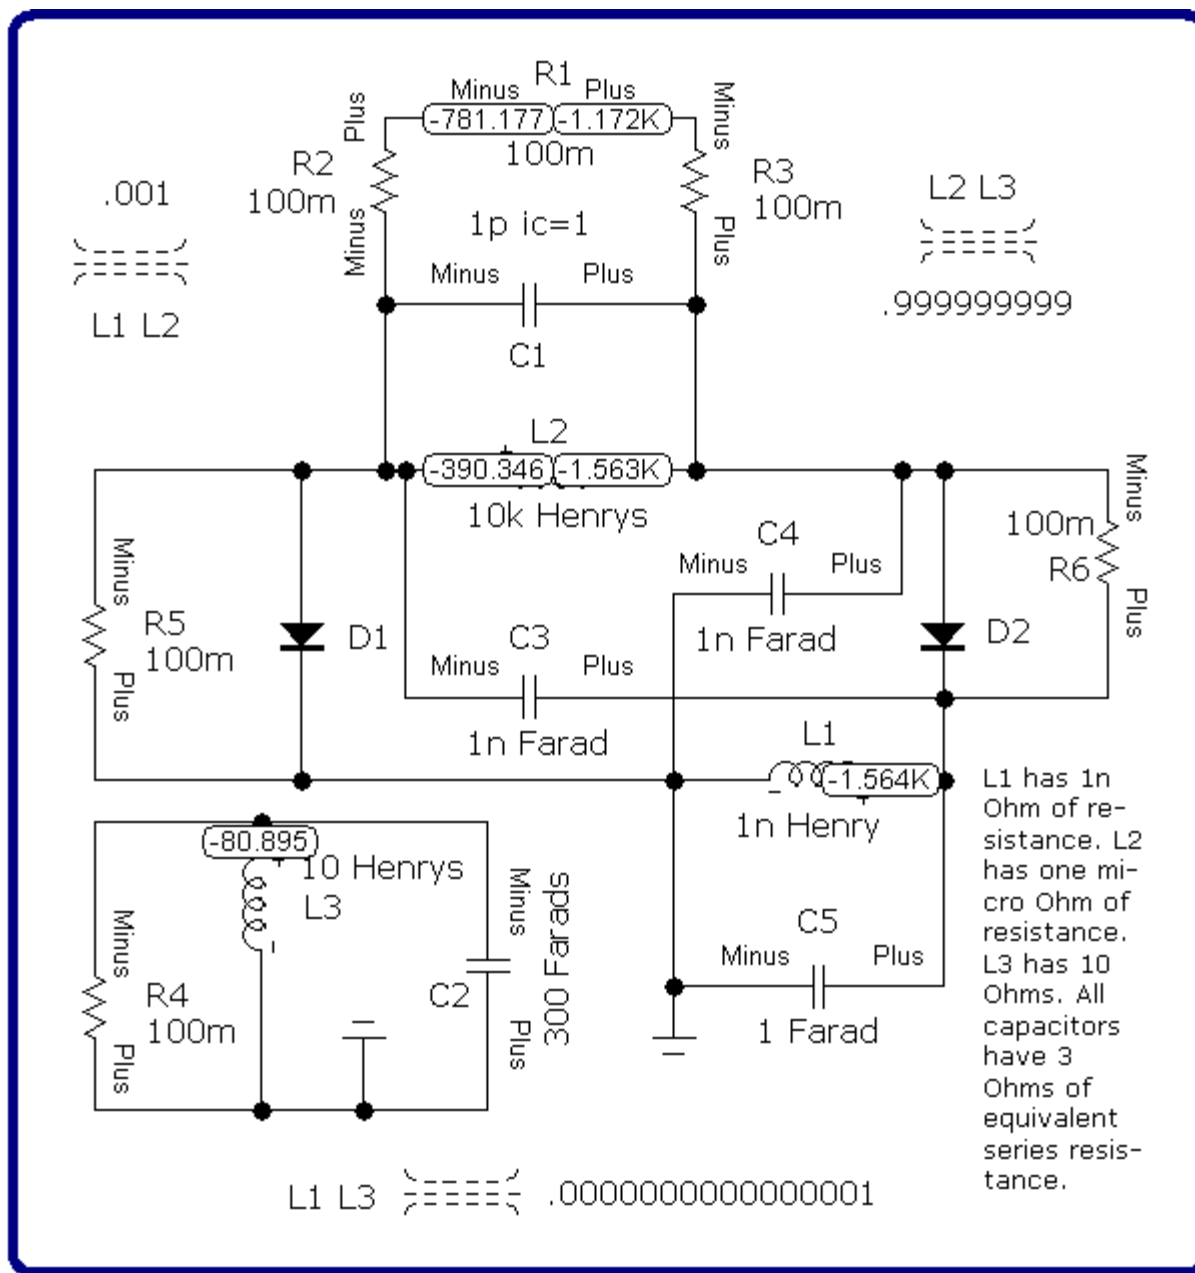 R1
Minus Plus
-781.177 -1.172K
100m
Plus
Minus
R2
100m
Minus
R3
100m
Plus
.001
L1 L2
L2 L3
.999999999
1p ic=1
Minus Plus
C1
L2
-390.346 -1.563K
10k Henrys
Minus
100m
R6
Plus
C4
Minus Plus
1n Farad
Minus
R5
100m
Plus
D1
D2
C3
Minus Plus
1n Farad
L1
-1.564K
1n Henry
L1 has 1n
Ohm of re-
sistance. L2
has one mi-
cro Ohm of
resistance.
L3 has 10
Ohms. All
capacitors
have 3
Ohms of
equivalent
series resis-
tance.
-80.895
10 Henrys
L3
Minus
R4
100m
Plus
Minus
C2
300 Farads
Plus
C5
Minus Plus
1 Farad
L1 L3 .0000000000000001